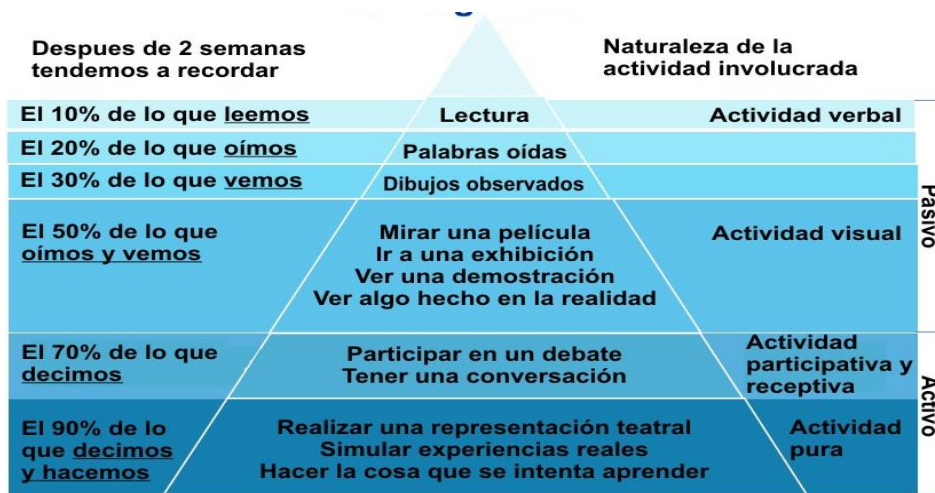 Despues de 2 semanas
tendemos a recordar
Naturaleza de la
actividad involucrada
El 10% de lo que leemos
Lectura
Actividad verbal
El 20% de lo que oímos
Palabras oídas
El 30% de lo que vemos
Dibujos observados
El 50% de lo que
oímos y vemos
Mirar una película
Ir a una exhibición
Ver una demostración
Ver algo hecho en la realidad
Actividad visual
Pasivo
El 70% de lo que
decimos
Participar en un debate
Tener una conversación
Actividad
participativa y
receptiva
El 90% de lo
que decimos
y hacemos
Realizar una representación teatral
Simular experiencias reales
Hacer la cosa que se intenta aprender
Actividad
pura
Activo